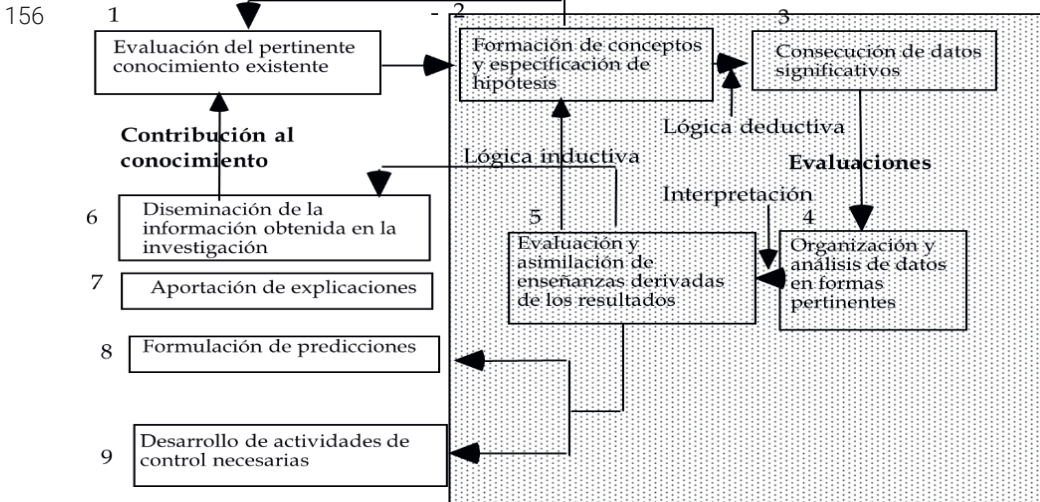 156
1
Evaluación del pertinente
conocimiento existente
2
Formación de conceptos
y especificación de
hipótesis
3
Consecución de datos
significativos
Lógica deductiva
Contribución al
conocimiento
Lógica inductiva
Evaluaciones
Interpretación
6
Diseminación de la
información obtenida en la
investigación
5
Evaluación y
asimilación de
enseñanzas derivadas
de los resultados
4
Organización y
análisis de datos
en formas
pertinentes
7
Aportación de explicaciones
8
Formulación de predicciones
9
Desarrollo de actividades de
control necesarias